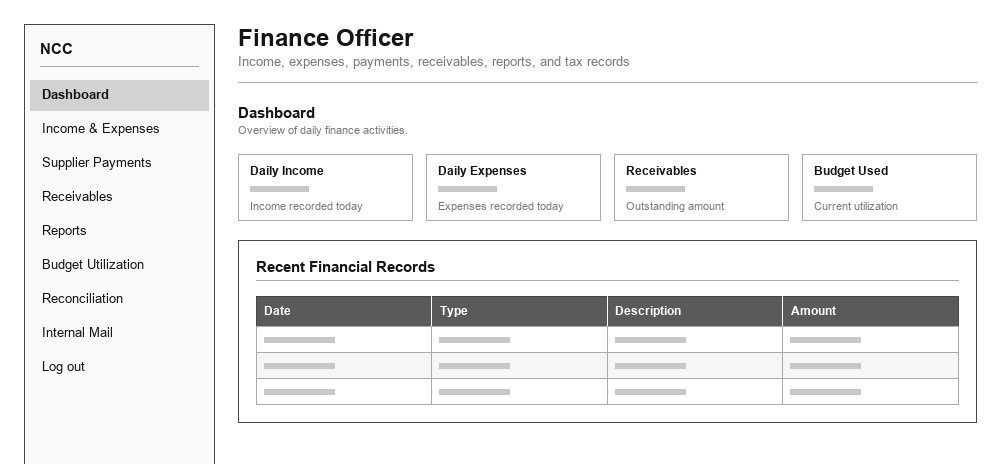 NCC
Dashboard
Income & Expenses
Supplier Payments
Receivables
Reports
Budget Utilization
Reconciliation
Internal Mail
Log out
Finance Officer
Income, expenses, payments, receivables, reports, and tax records
Dashboard
Overview of daily finance activities.
Daily Income
Income recorded today
Daily Expenses
Expenses recorded today
Receivables
Outstanding amount
Budget Used
Current utilization
Recent Financial Records
Date Type Description Amount